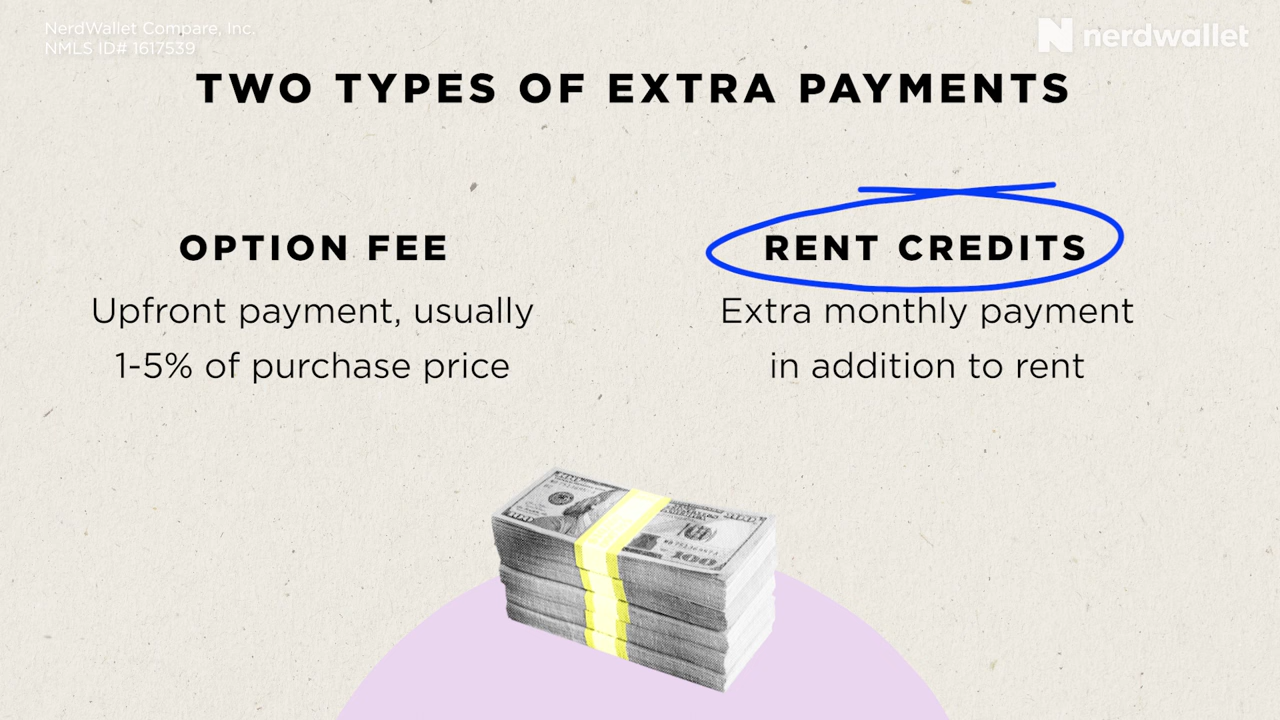 NerdWallet Compare, Inc.
NMLS ID# 1617539
nerdwallet
TWO TYPES OF EXTRA PAYMENTS
OPTION FEE
Upfront payment, usually
1-5% of purchase price
RENT CREDITS
Extra monthly payment
in addition to rent
100